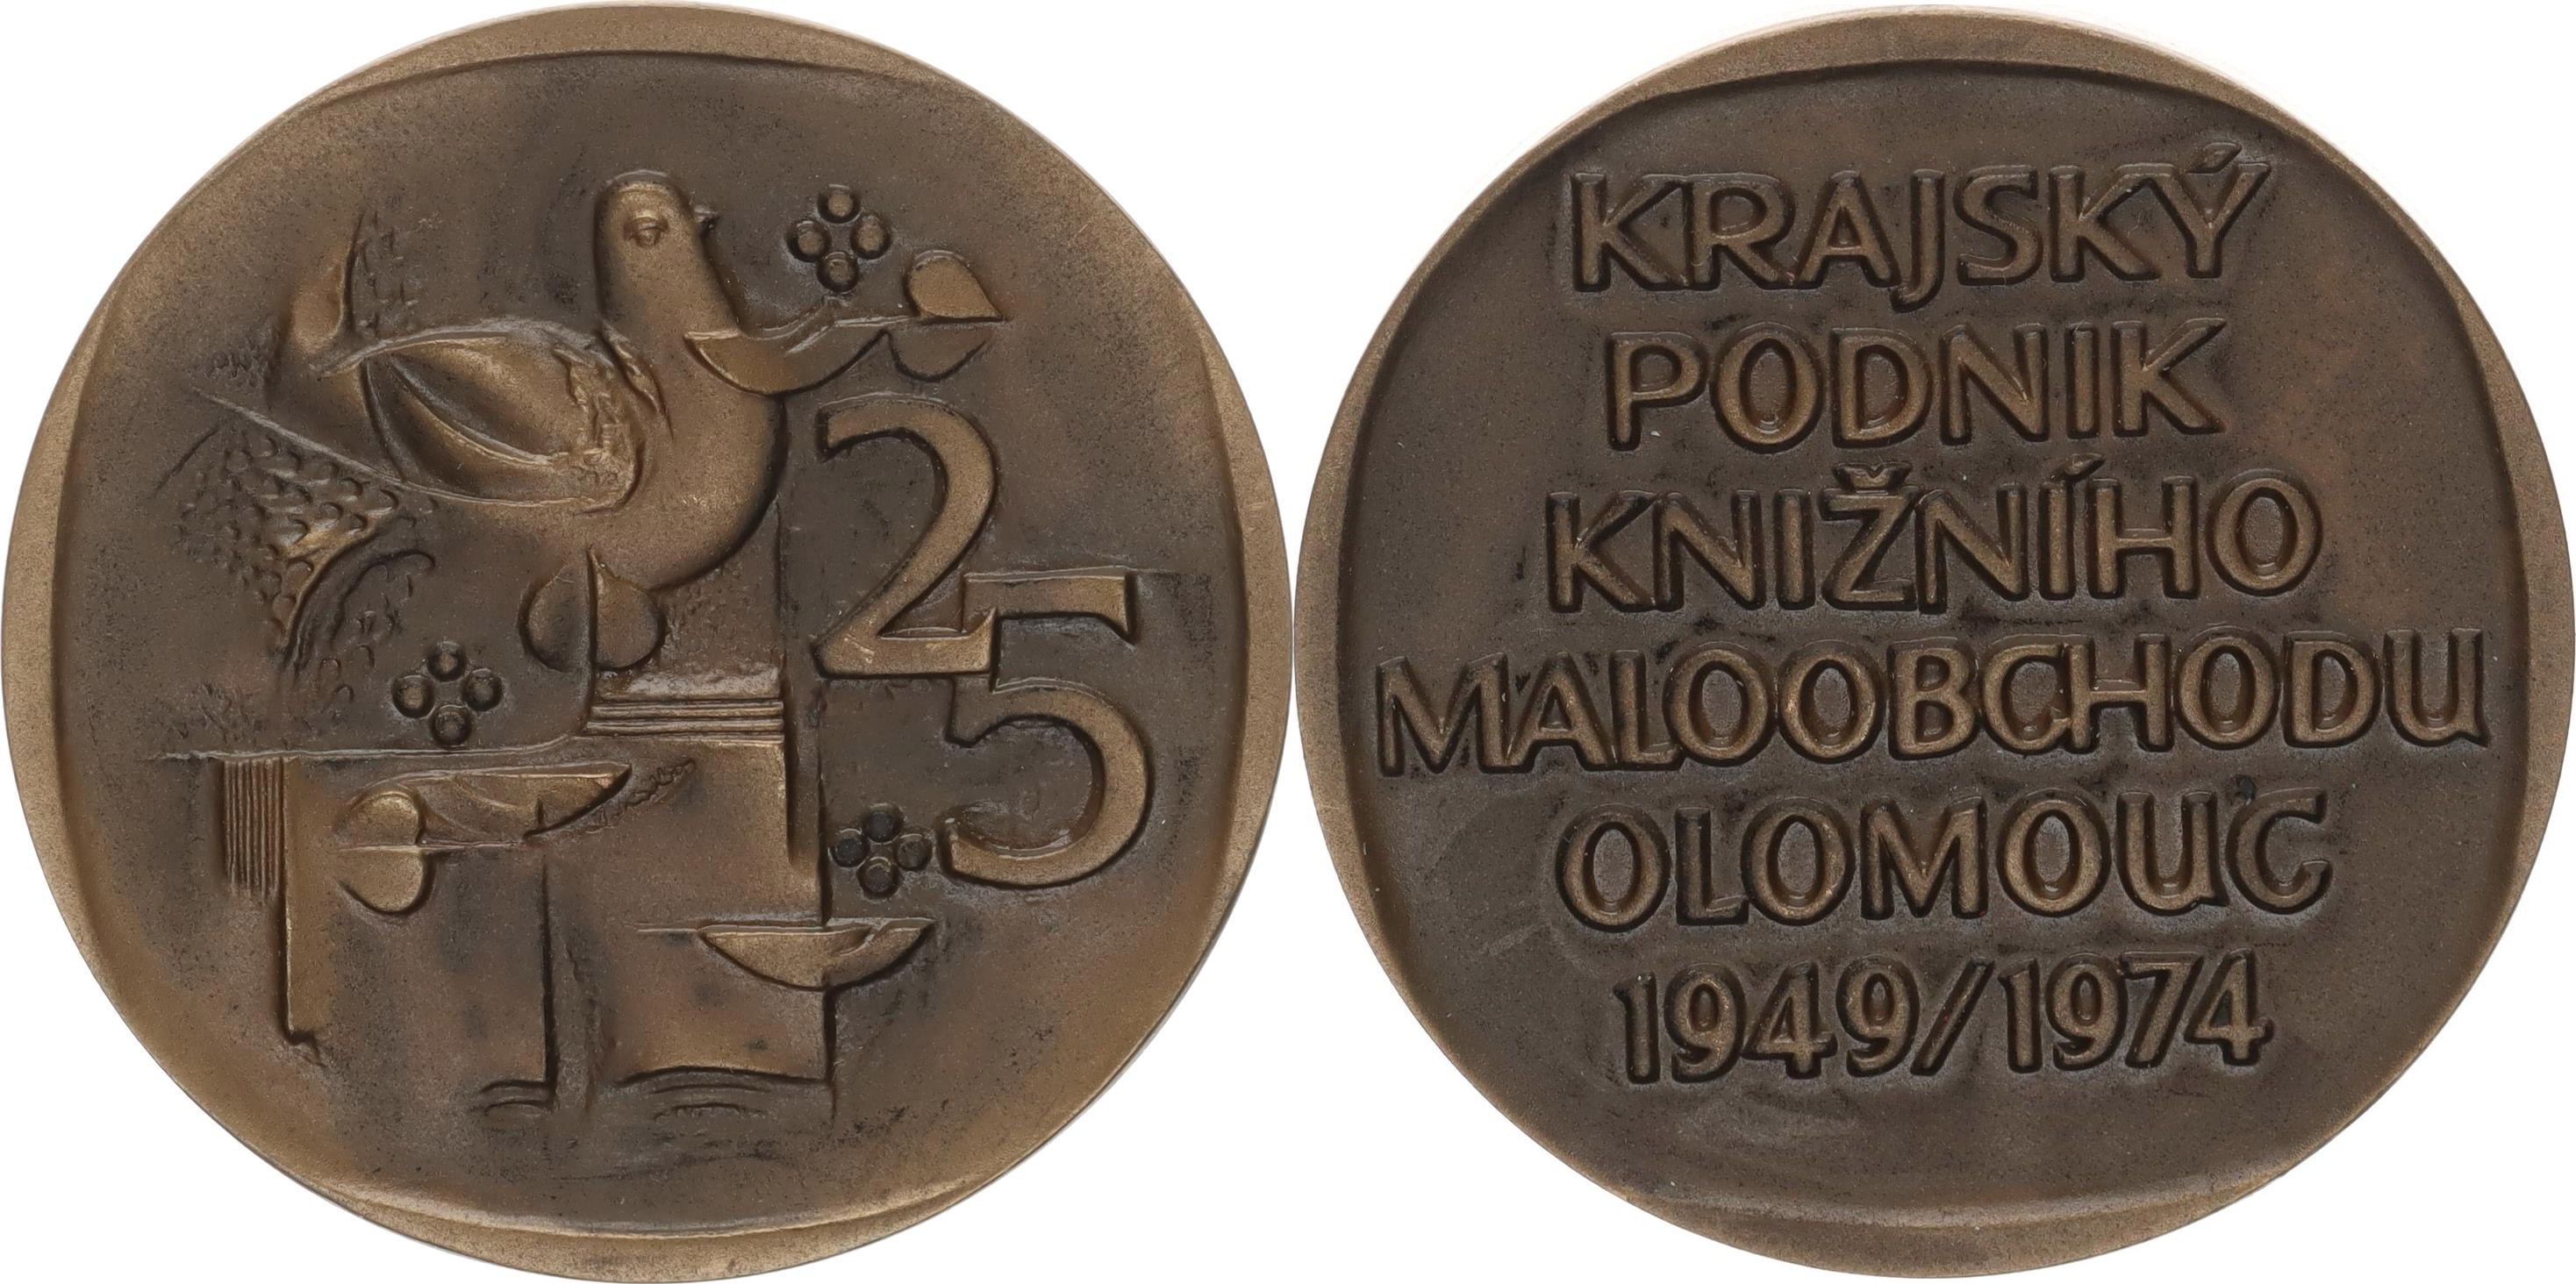 25
KRAJSKÝ
PODNIK
KNIŽNÍHO
MALOOBCHODU
OLOMOUC
1949/1974